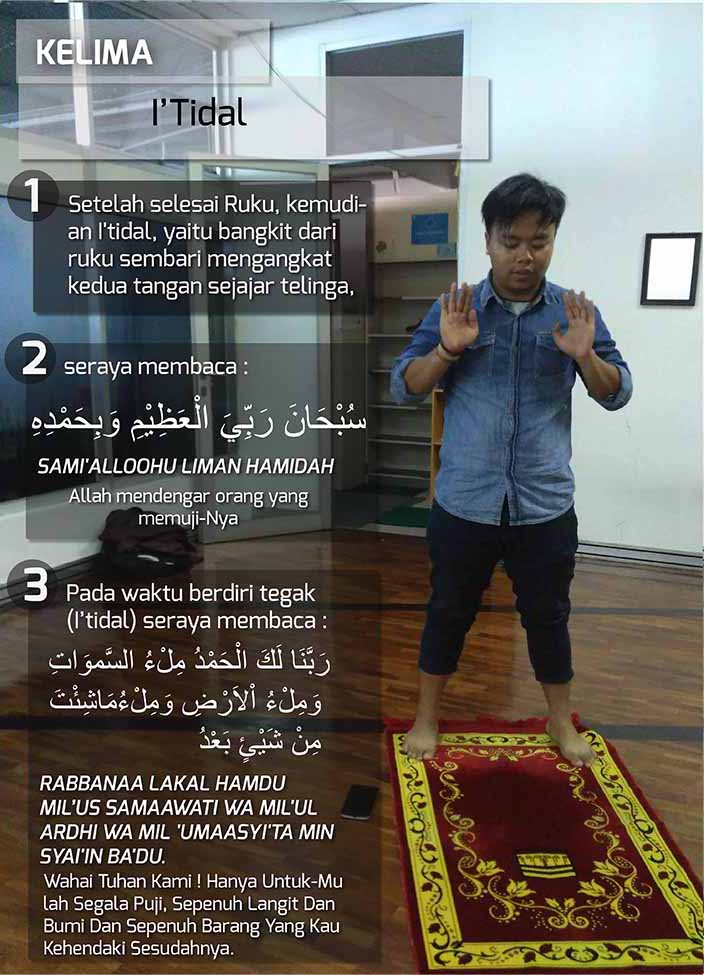 KELIMA
I'Tidal
1
Setelah selesai Ruku, kemudi-
an I'tidal, yaitu bangkit dari
ruku sembari mengangkat
kedua tangan sejajar telinga,
2
seraya membaca :
سُبْحَانَ رَبِّيَ الْعَظِيْمِ وَبِحَمْدِهِ
SAMI'ALLOOHU LIMAN HAMIDAH
Allah mendengar orang yang
memuji-Nya
3
Pada waktu berdiri tegak
(I'tidal) seraya membaca :
رَبَّنَا لَكَ الْحَمْدُ مِلْءُ السَّموَاتِ
وَمِلْءُ اْلاَرْضِ وَمِلْءُمَاشِئْتَ
مِنْ شَيْئٍ بَعْدُ
RABBANAA LAKAL HAMDU
MIL'US SAMAAWATI WA MIL'UL
ARDHI WA MIL 'UMAASYI'TA MIN
SYAI'IN BA'DU.
Wahai Tuhan Kami ! Hanya Untuk-Mu
lah Segala Puji, Sepenuh Langit Dan
Bumi Dan Sepenuh Barang Yang Kau
Kehendaki Sesudahnya.